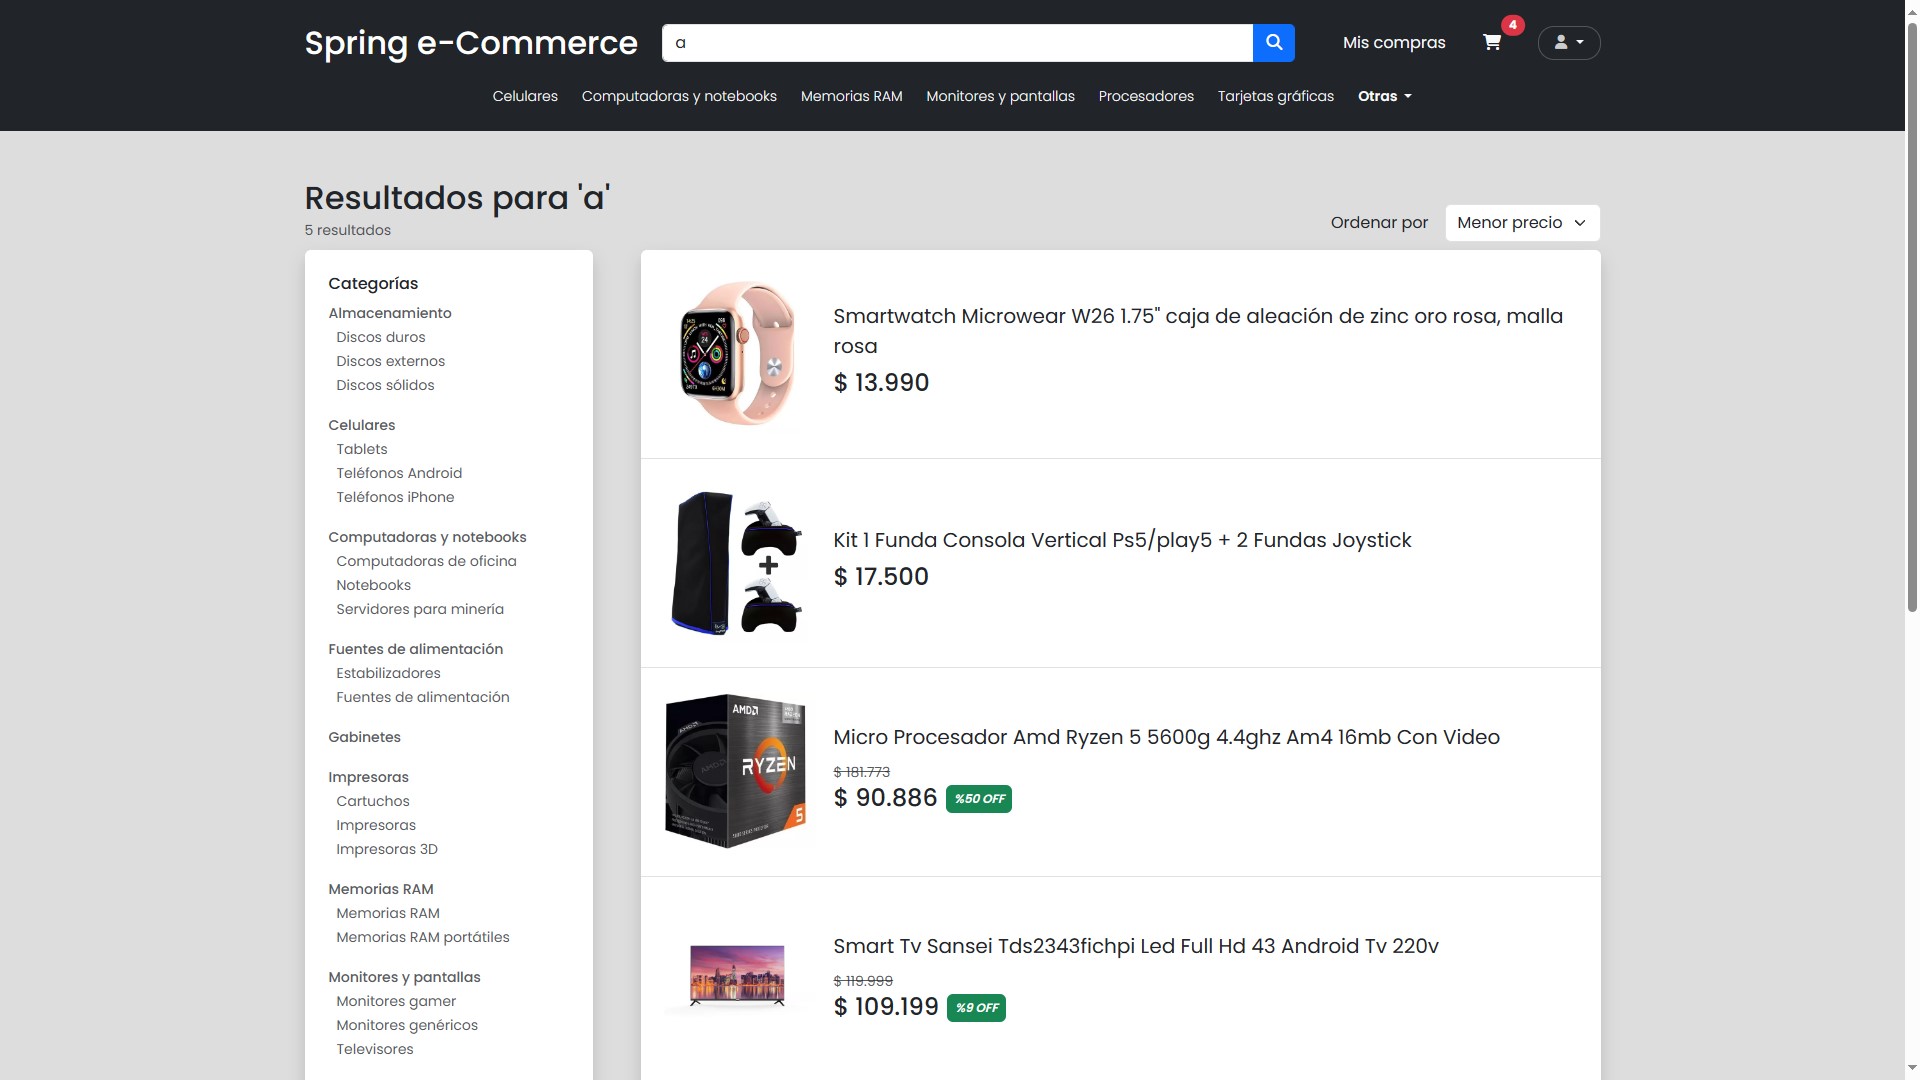 Spring e-Commerce
a
Mis compras
4
Celulares
Computadoras y notebooks
Memorias RAM
Monitores y pantallas
Procesadores
Tarjetas gráficas
Otras
Resultados para 'a'
5 resultados
Ordenar por
Menor precio
Categorías
Almacenamiento
Discos duros
Discos externos
Discos sólidos
Celulares
Tablets
Teléfonos Android
Teléfonos iPhone
Computadoras y notebooks
Computadoras de oficina
Notebooks
Servidores para minería
Fuentes de alimentación
Estabilizadores
Fuentes de alimentación
Gabinetes
Impresoras
Cartuchos
Impresoras
Impresoras 3D
Memorias RAM
Memorias RAM
Memorias RAM portátiles
Monitores y pantallas
Monitores gamer
Monitores genéricos
Televisores
Smartwatch Microwear W26 1.75" caja de aleación de zinc oro rosa, malla
rosa
$ 13.990
Kit 1 Funda Consola Vertical Ps5/play5 + 2 Fundas Joystick
$ 17.500
AMD
RYZEN
5
Micro Procesador Amd Ryzen 5 5600g 4.4ghz Am4 16mb Con Video
$ 181.773
$ 90.886
%50 OFF
Smart Tv Sansei Tds2343fichpi Led Full Hd 43 Android Tv 220v
$ 119.999
$ 109.199
%9 OFF